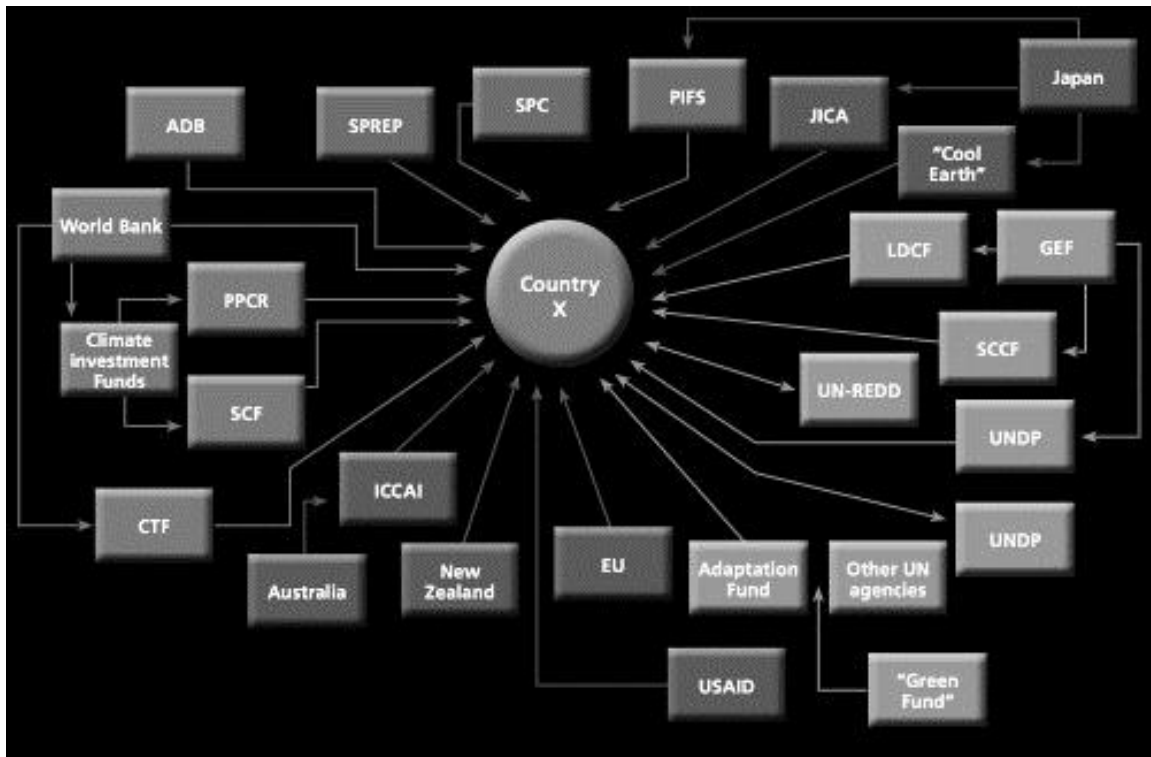 Japan
PIFS
SPC
JICA
ADB
SPREP
"Cool
Earth"
World Bank
LDCF
GEF
Country
X
PPCR
Climate
investment
Funds
SCCF
UN-REDD
SCF
UNDP
ICCAI
CTF
UNDP
EU
Adaptation
Fund
Other UN
agencies
New
Zealand
Australia
USAID
"Green
Fund"